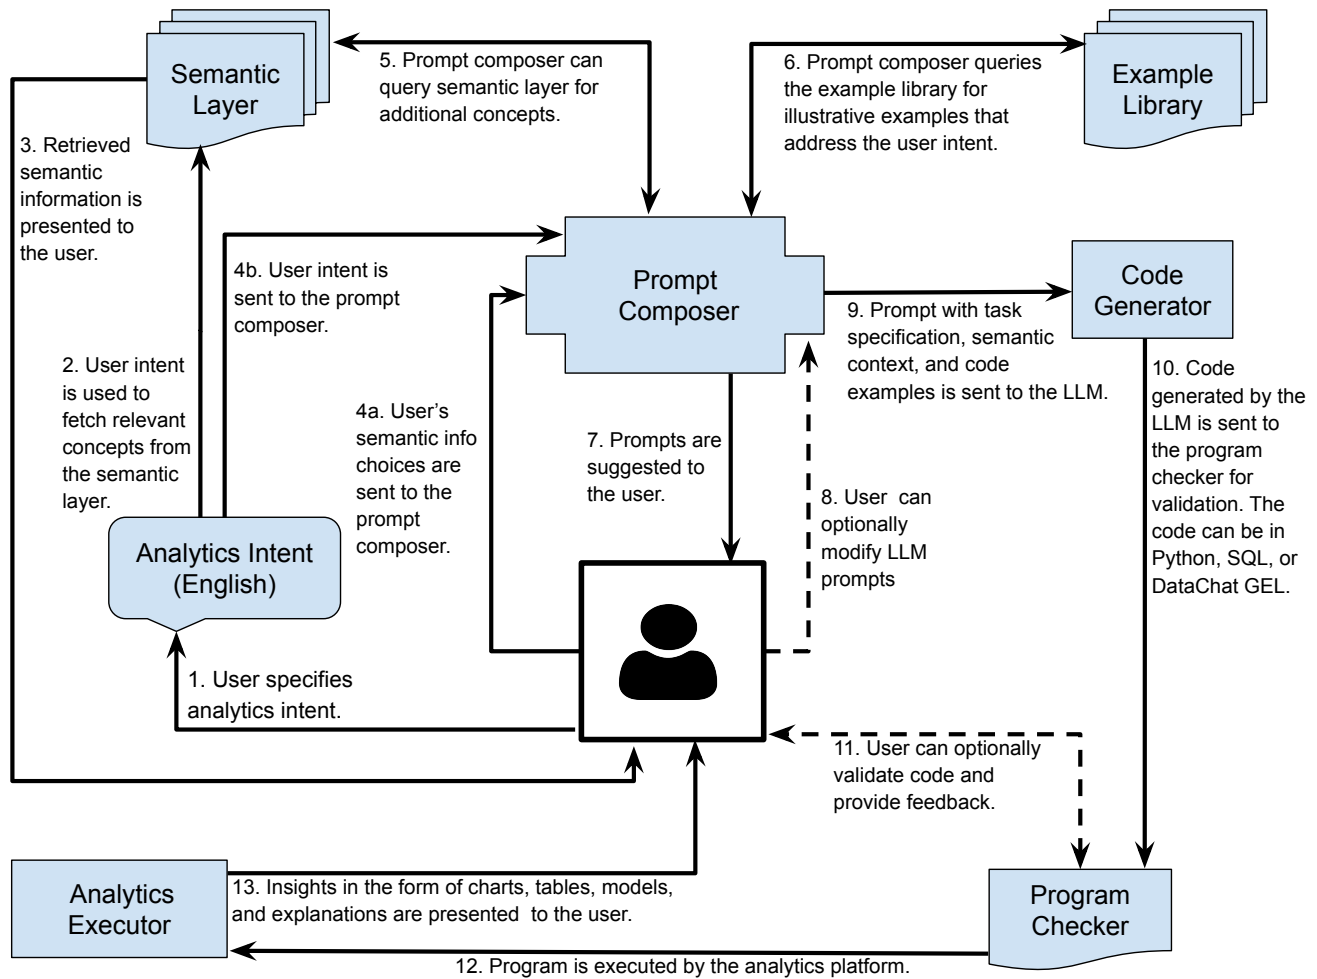 Semantic
Layer
5. Prompt composer can
query semantic layer for
additional concepts.
6. Prompt composer queries
the example library for
illustrative examples that
address the user intent.
Example
Library
3. Retrieved
semantic
information is
presented to
the user.
4b. User intent is
sent to the prompt
composer.
Prompt
Composer
Code
Generator
9. Prompt with task
specification, semantic
context, and code
examples is sent to the LLM.
2. User intent
is used to
fetch relevant
concepts from
the semantic
layer.
4a. User's
semantic info
choices are
sent to the
prompt
composer.
7. Prompts are
suggested to
the user.
8. User can
optionally
modify LLM
prompts
10. Code
generated by the
LLM is sent to
the program
checker for
validation. The
code can be in
Python, SQL, or
DataChat GEL.
Analytics Intent
(English)
1. User specifies
analytics intent.
11. User can optionally
validate code and
provide feedback.
Analytics
Executor
13. Insights in the form of charts, tables, models,
and explanations are presented to the user.
Program
Checker
12. Program is executed by the analytics platform.